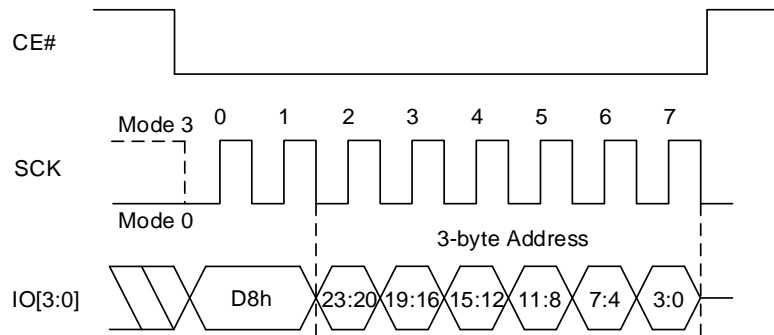 CE#
0 1 2 3 4 5 6 7
Mode 3
SCK
Mode 0
3-byte Address
IO[3:0] D8h 23:20 19:16 15:12 11:8 7:4 3:0